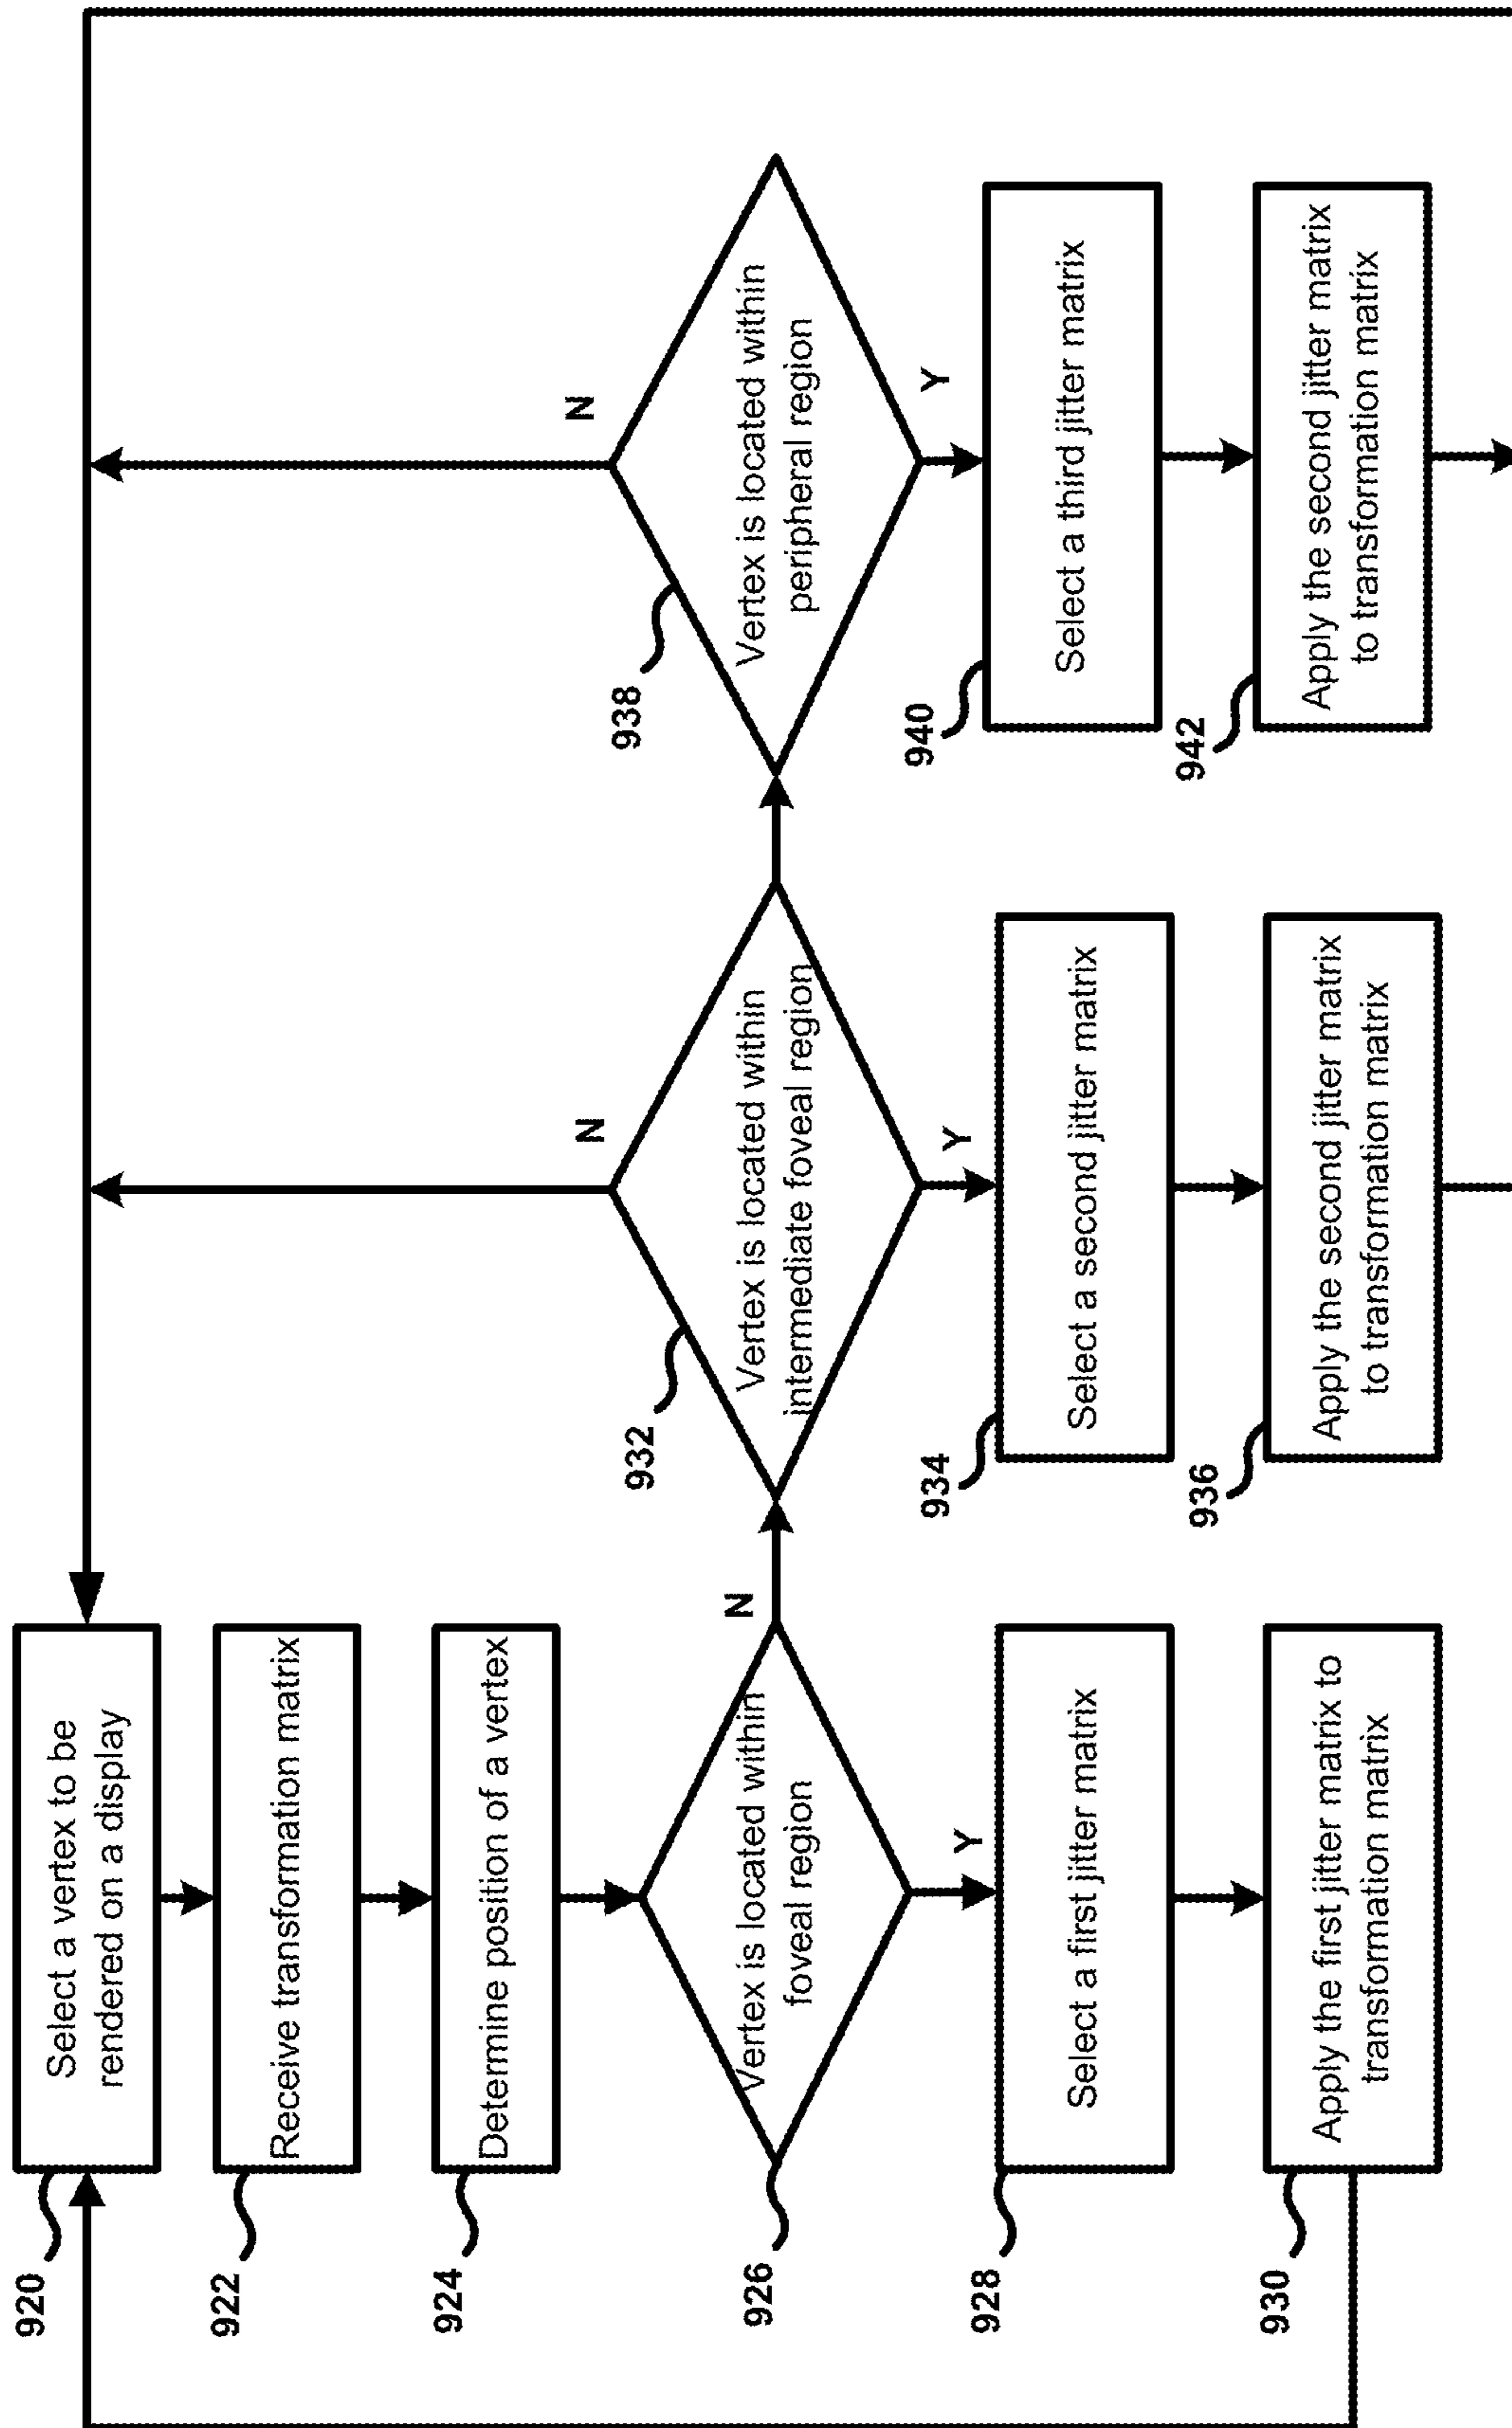 920
Select a vertex to be
rendered on a display
922
Receive transformation matrix
924
Determine position of a vertex
926
Vertex is located within
foveal region
N
Y
928
Select a first jitter matrix
930
Apply the first jitter matrix to
transformation matrix
932
Vertex is located within
intermediate foveal region
N
Y
934
Select a second jitter matrix
936
Apply the second jitter matrix
to transformation matrix
938
Vertex is located within
peripheral region
N
Y
940
Select a third jitter matrix
942
Apply the second jitter matrix
to transformation matrix